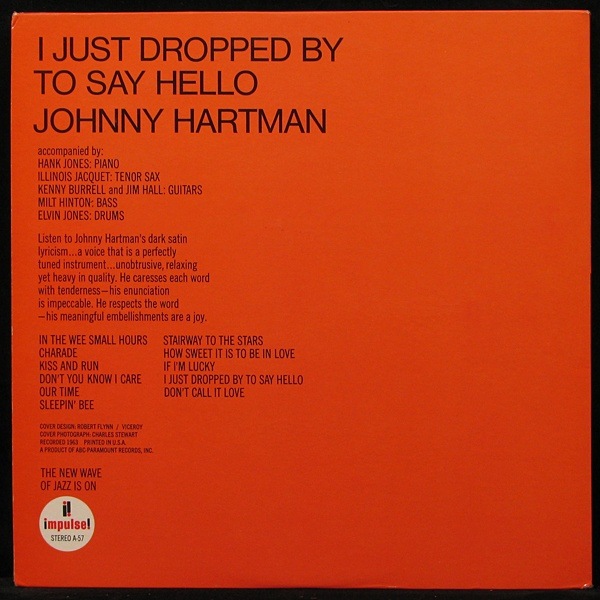 I JUST DROPPED BY
TO SAY HELLO
JOHNNY HARTMAN
accompanied by:
HANK JONES: PIANO
ILLINOIS JACQUET: TENOR SAX
KENNY BURRELL and JIM HALL: GUITARS
MILT HINTON: BASS
ELVIN JONES: DRUMS
Listen to Johnny Hartman's dark satin
lyricism...a voice that is a perfectly
tuned instrument...unobtrusive, relaxing
yet heavy in quality. He caresses each word
with tenderness—his enunciation
is impeccable. He respects the word
—his meaningful embellishments are a joy.
IN THE WEE SMALL HOURS
CHARADE
KISS AND RUN
DON'T YOU KNOW I CARE
OUR TIME
SLEEPIN' BEE
STAIRWAY TO THE STARS
HOW SWEET IT IS TO BE IN LOVE
IF I'M LUCKY
I JUST DROPPED BY TO SAY HELLO
DON'T CALL IT LOVE
COVER DESIGN: ROBERT FLYNN / VICEROY
COVER PHOTOGRAPH: CHARLES STEWART
RECORDED 1963 PRINTED IN U.S.A.
A PRODUCT OF ABC-PARAMOUNT RECORDS, INC.
THE NEW WAVE
OF JAZZ IS ON
i!
impulse!
STEREO A-57